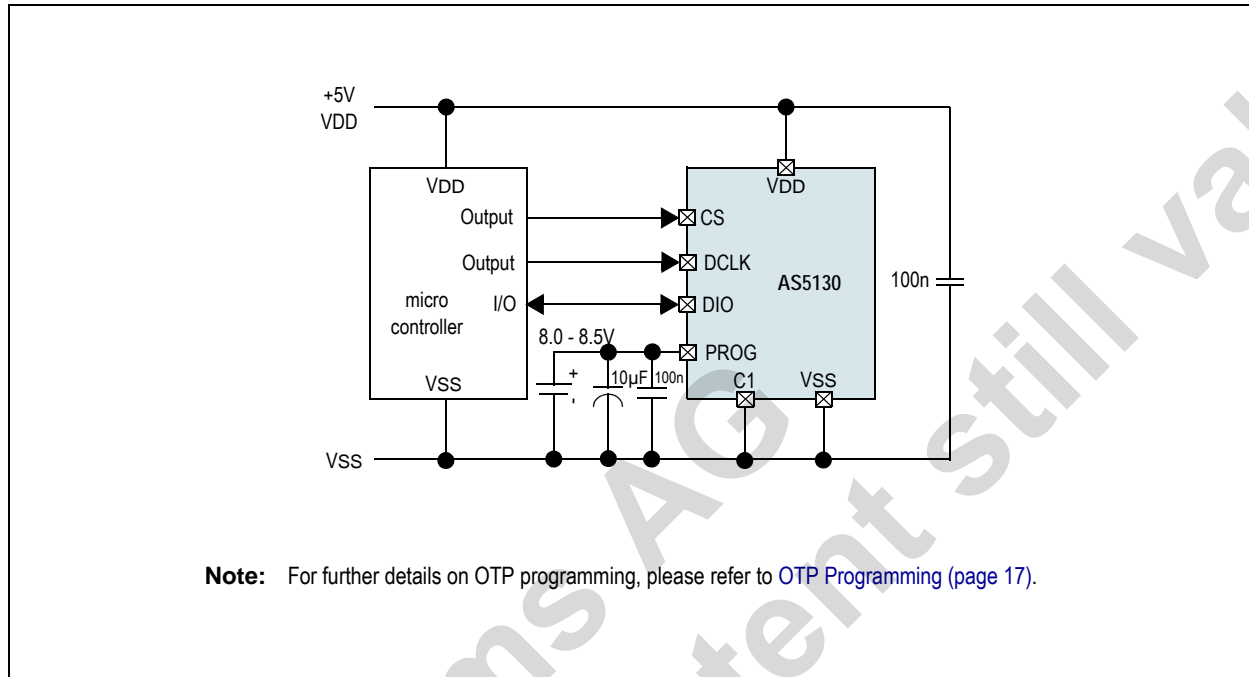 +5V
VDD
VDD
VDD
Output
CS
Output
DCLK
AS5130
100n
micro
controller
I/O
DIO
8.0 - 8.5V
PROG
+
10µF
100n
-
C1
VSS
VSS
VSS
Note: For further details on OTP programming, please refer to OTP Programming (page 17).
AG
still